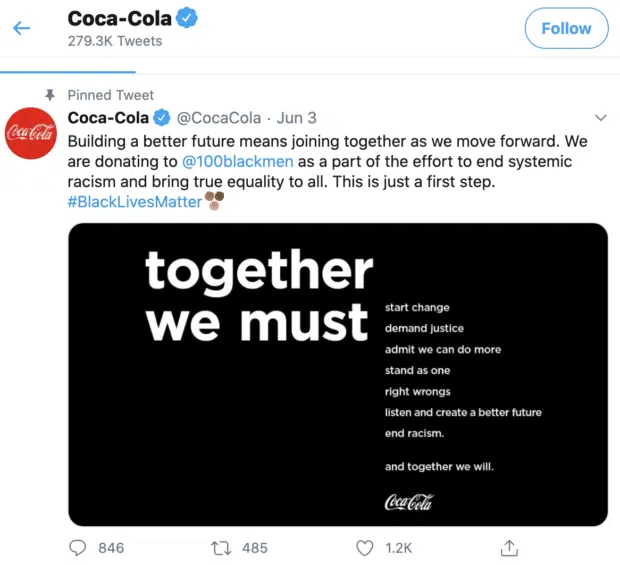 Coca-Cola
279.3K Tweets
Follow
Pinned Tweet
Coca-Cola @CocaCola · Jun 3
Coca-Cola
Building a better future means joining together as we move forward. We
are donating to @100blackmen as a part of the effort to end systemic
racism and bring true equality to all. This is just a first step.
#BlackLivesMatter
together
we must
start change
demand justice
admit we can do more
stand as one
right wrongs
listen and create a better future
end racism.
and together we will.
Coca-Cola
846
485
1.2K